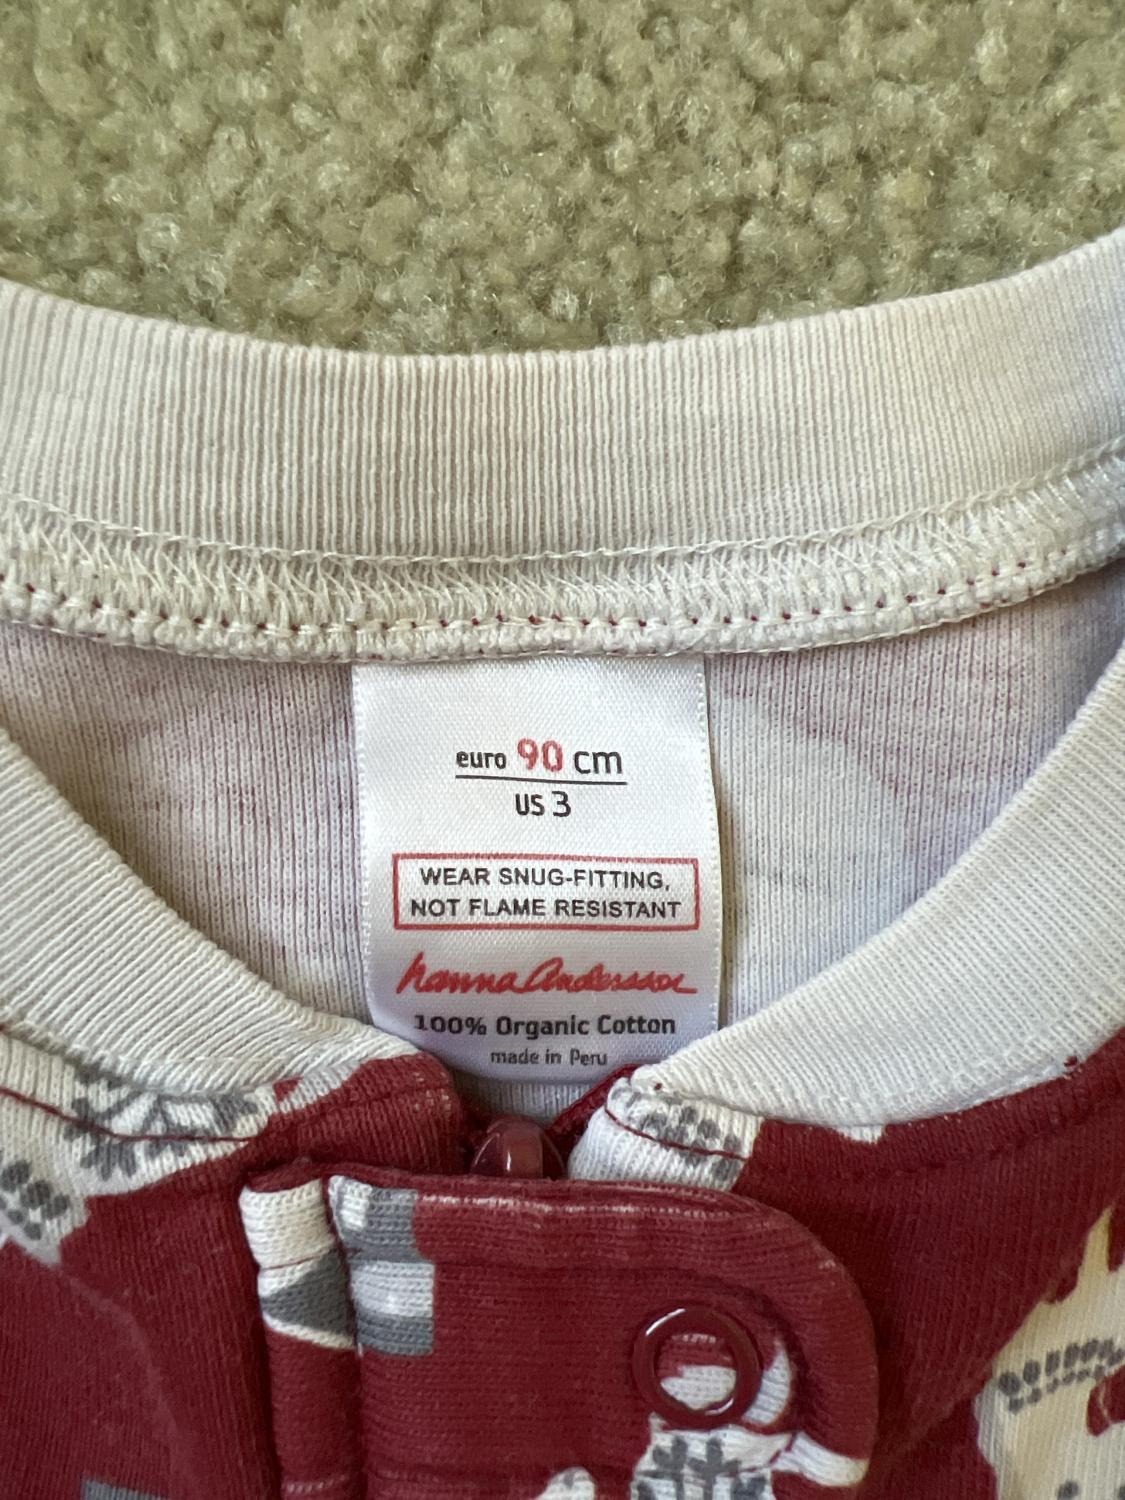 euro 90 cm
US 3
WEAR SNUG-FITTING,
NOT FLAME RESISTANT
hanna Andersson
100% Organic Cotton
made in Peru